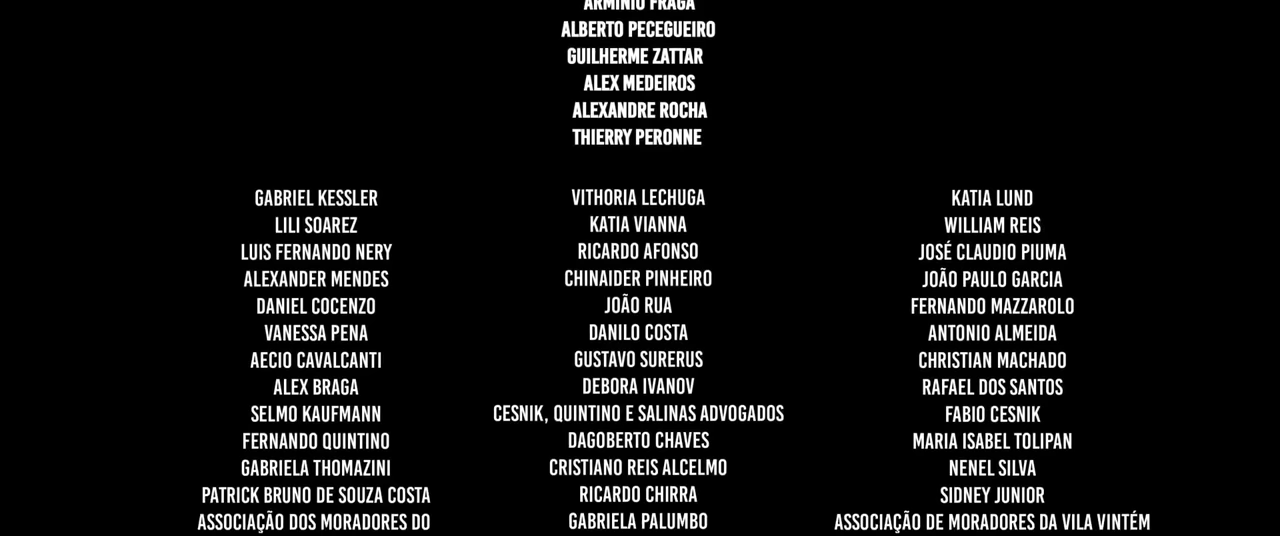 ARMINIO FRAGA
ALBERTO PECEGUEIRO
GUILHERME ZATTAR
ALEX MEDEIROS
ALEXANDRE ROCHA
THIERRY PERONNE
GABRIEL KESSLER
LILI SOAREZ
LUIS FERNANDO NERY
ALEXANDER MENDES
DANIEL COCENZO
VANESSA PENA
AECIO CAVALCANTI
ALEX BRAGA
SELMO KAUFMANN
FERNANDO QUINTINO
GABRIELA THOMAZINI
PATRICK BRUNO DE SOUZA COSTA
ASSOCIAÇÃO DOS MORADORES DO
VITHORIA LECHUGA
KATIA VIANNA
RICARDO AFONSO
CHINAIDER PINHEIRO
JOÃO RUA
DANILO COSTA
GUSTAVO SURERUS
DEBORA IVANOV
CESNIK, QUINTINO E SALINAS ADVOGADOS
DAGOBERTO CHAVES
CRISTIANO REIS ALCELMO
RICARDO CHIRRA
GABRIELA PALUMBO
KATIA LUND
WILLIAM REIS
JOSÉ CLAUDIO PIUMA
JOÃO PAULO GARCIA
FERNANDO MAZZAROLO
ANTONIO ALMEIDA
CHRISTIAN MACHADO
RAFAEL DOS SANTOS
FABIO CESNIK
MARIA ISABEL TOLIPAN
NENEL SILVA
SIDNEY JUNIOR
ASSOCIAÇÃO DE MORADORES DA VILA VINTÉM